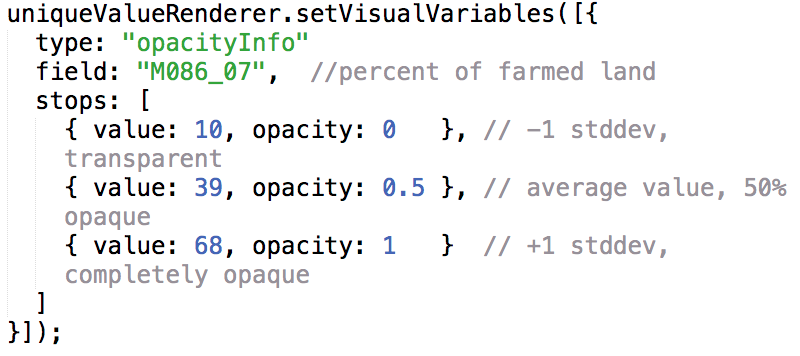 uniqueValueRenderer.setVisualVariables([{
  type: "opacityInfo"
  field: "M086_07",  //percent of farmed land
  stops: [
    { value: 10, opacity: 0   }, // -1 stddev,
    transparent
    { value: 39, opacity: 0.5 }, // average value, 50%
    opaque
    { value: 68, opacity: 1   }  // +1 stddev,
    completely opaque
  ]
}]);